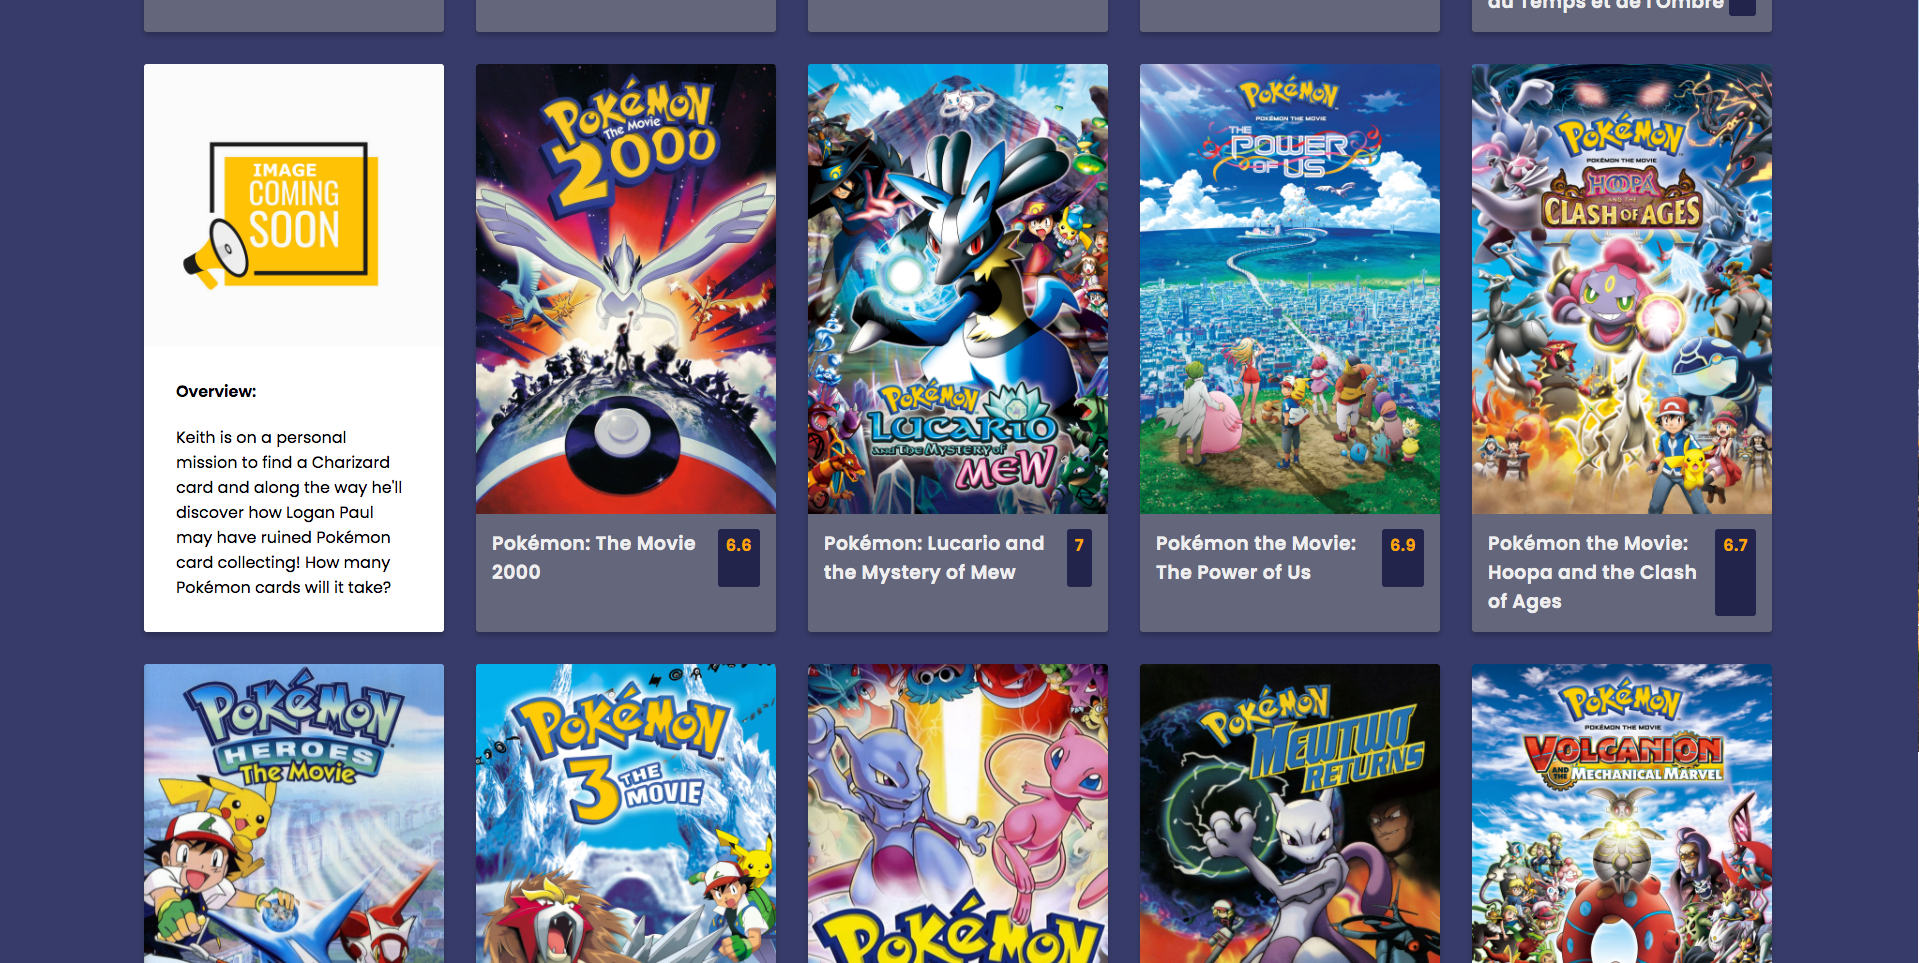 du Temps et de l'Ombre
IMAGE
COMING
SOON
Overview:
Keith is on a personal
mission to find a Charizard
card and along the way he'll
discover how Logan Paul
may have ruined Pokémon
card collecting! How many
Pokémon cards will it take?
POKéMON
The Movie
2000
Pokémon: The Movie
2000
6.6
POKéMON
LUCARIO
AND THE MYSTERY OF
MEW
Pokémon: Lucario and
the Mystery of Mew
7
POKéMON
POKÉMON THE MOVIE
THE
POWER
OF US
Pokémon the Movie:
The Power of Us
6.9
POKéMON
POKÉMON THE MOVIE
HOOPA
AND THE
CLASH OF AGES
Pokémon the Movie:
Hoopa and the Clash
of Ages
6.7
POKéMON
HEROES
The Movie
POKéMON
3 THE
MOVIE
POKéMON
POKéMON
MEWTWO
RETURNS
POKéMON
POKÉMON THE MOVIE
VOLCANION
AND THE MECHANICAL MARVEL